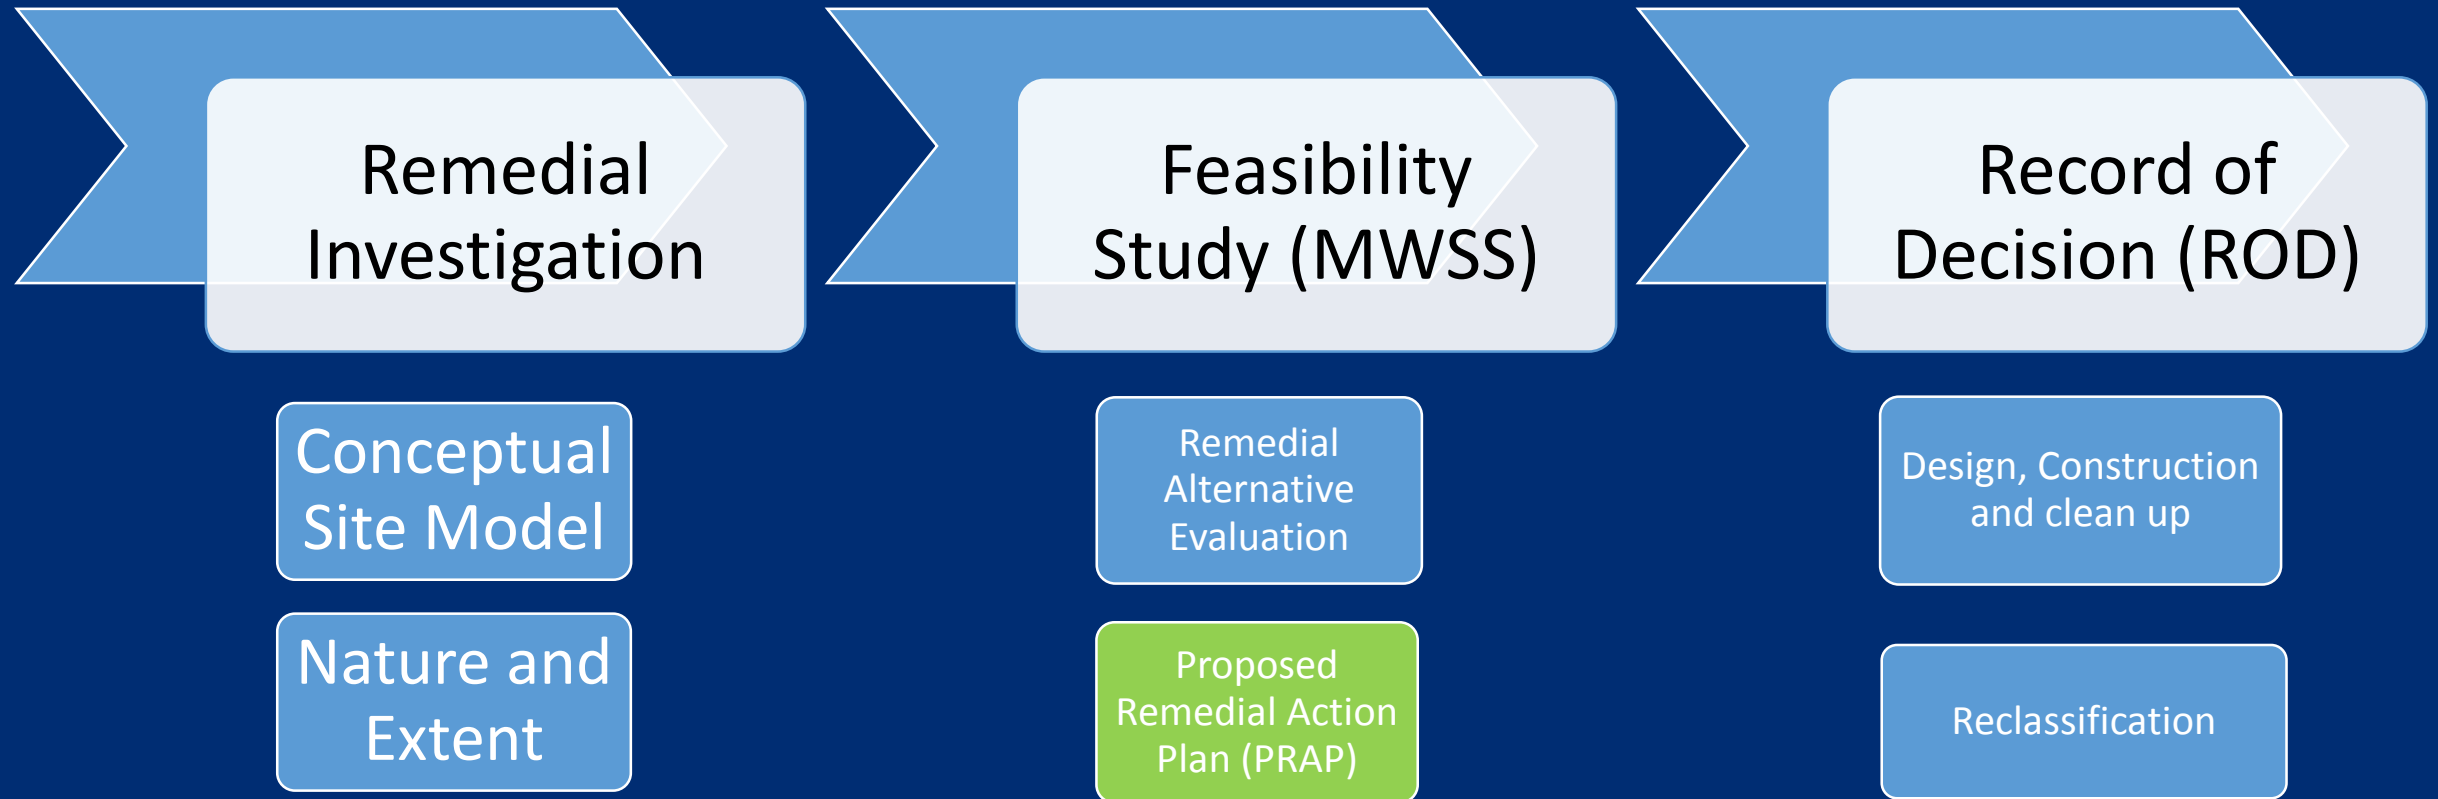 Remedial
Investigation
Feasibility
Study (MWSS)
Record of
Decision (ROD)
Conceptual
Site Model
Nature and
Extent
Remedial
Alternative
Evaluation
Proposed
Remedial Action
Plan (PRAP)
Design, Construction
and clean up
Reclassification